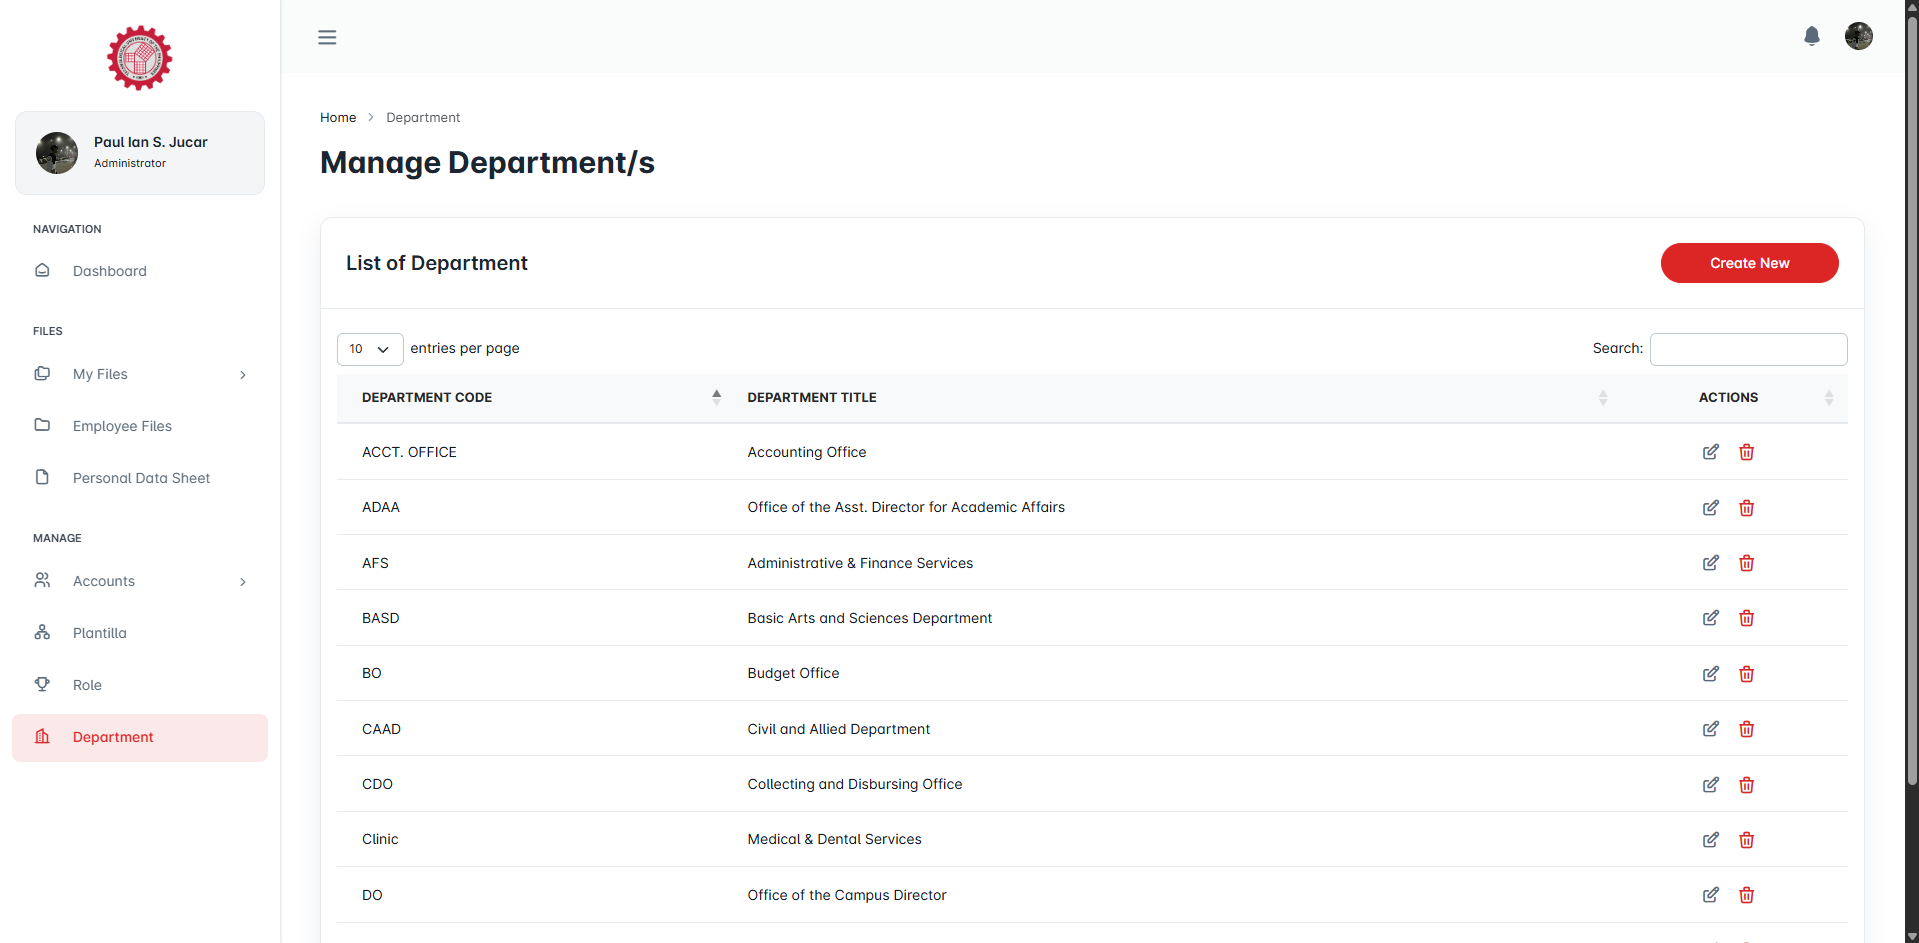 Paul Ian S. Jucar
Administrator
NAVIGATION
Dashboard
FILES
My Files
Employee Files
Personal Data Sheet
MANAGE
Accounts
Plantilla
Role
Department
Home > Department
Manage Department/s
List of Department
Create New
10 entries per page
Search:
DEPARTMENT CODE DEPARTMENT TITLE ACTIONS
ACCT. OFFICE Accounting Office
ADAA Office of the Asst. Director for Academic Affairs
AFS Administrative & Finance Services
BASD Basic Arts and Sciences Department
BO Budget Office
CAAD Civil and Allied Department
CDO Collecting and Disbursing Office
Clinic Medical & Dental Services
DO Office of the Campus Director